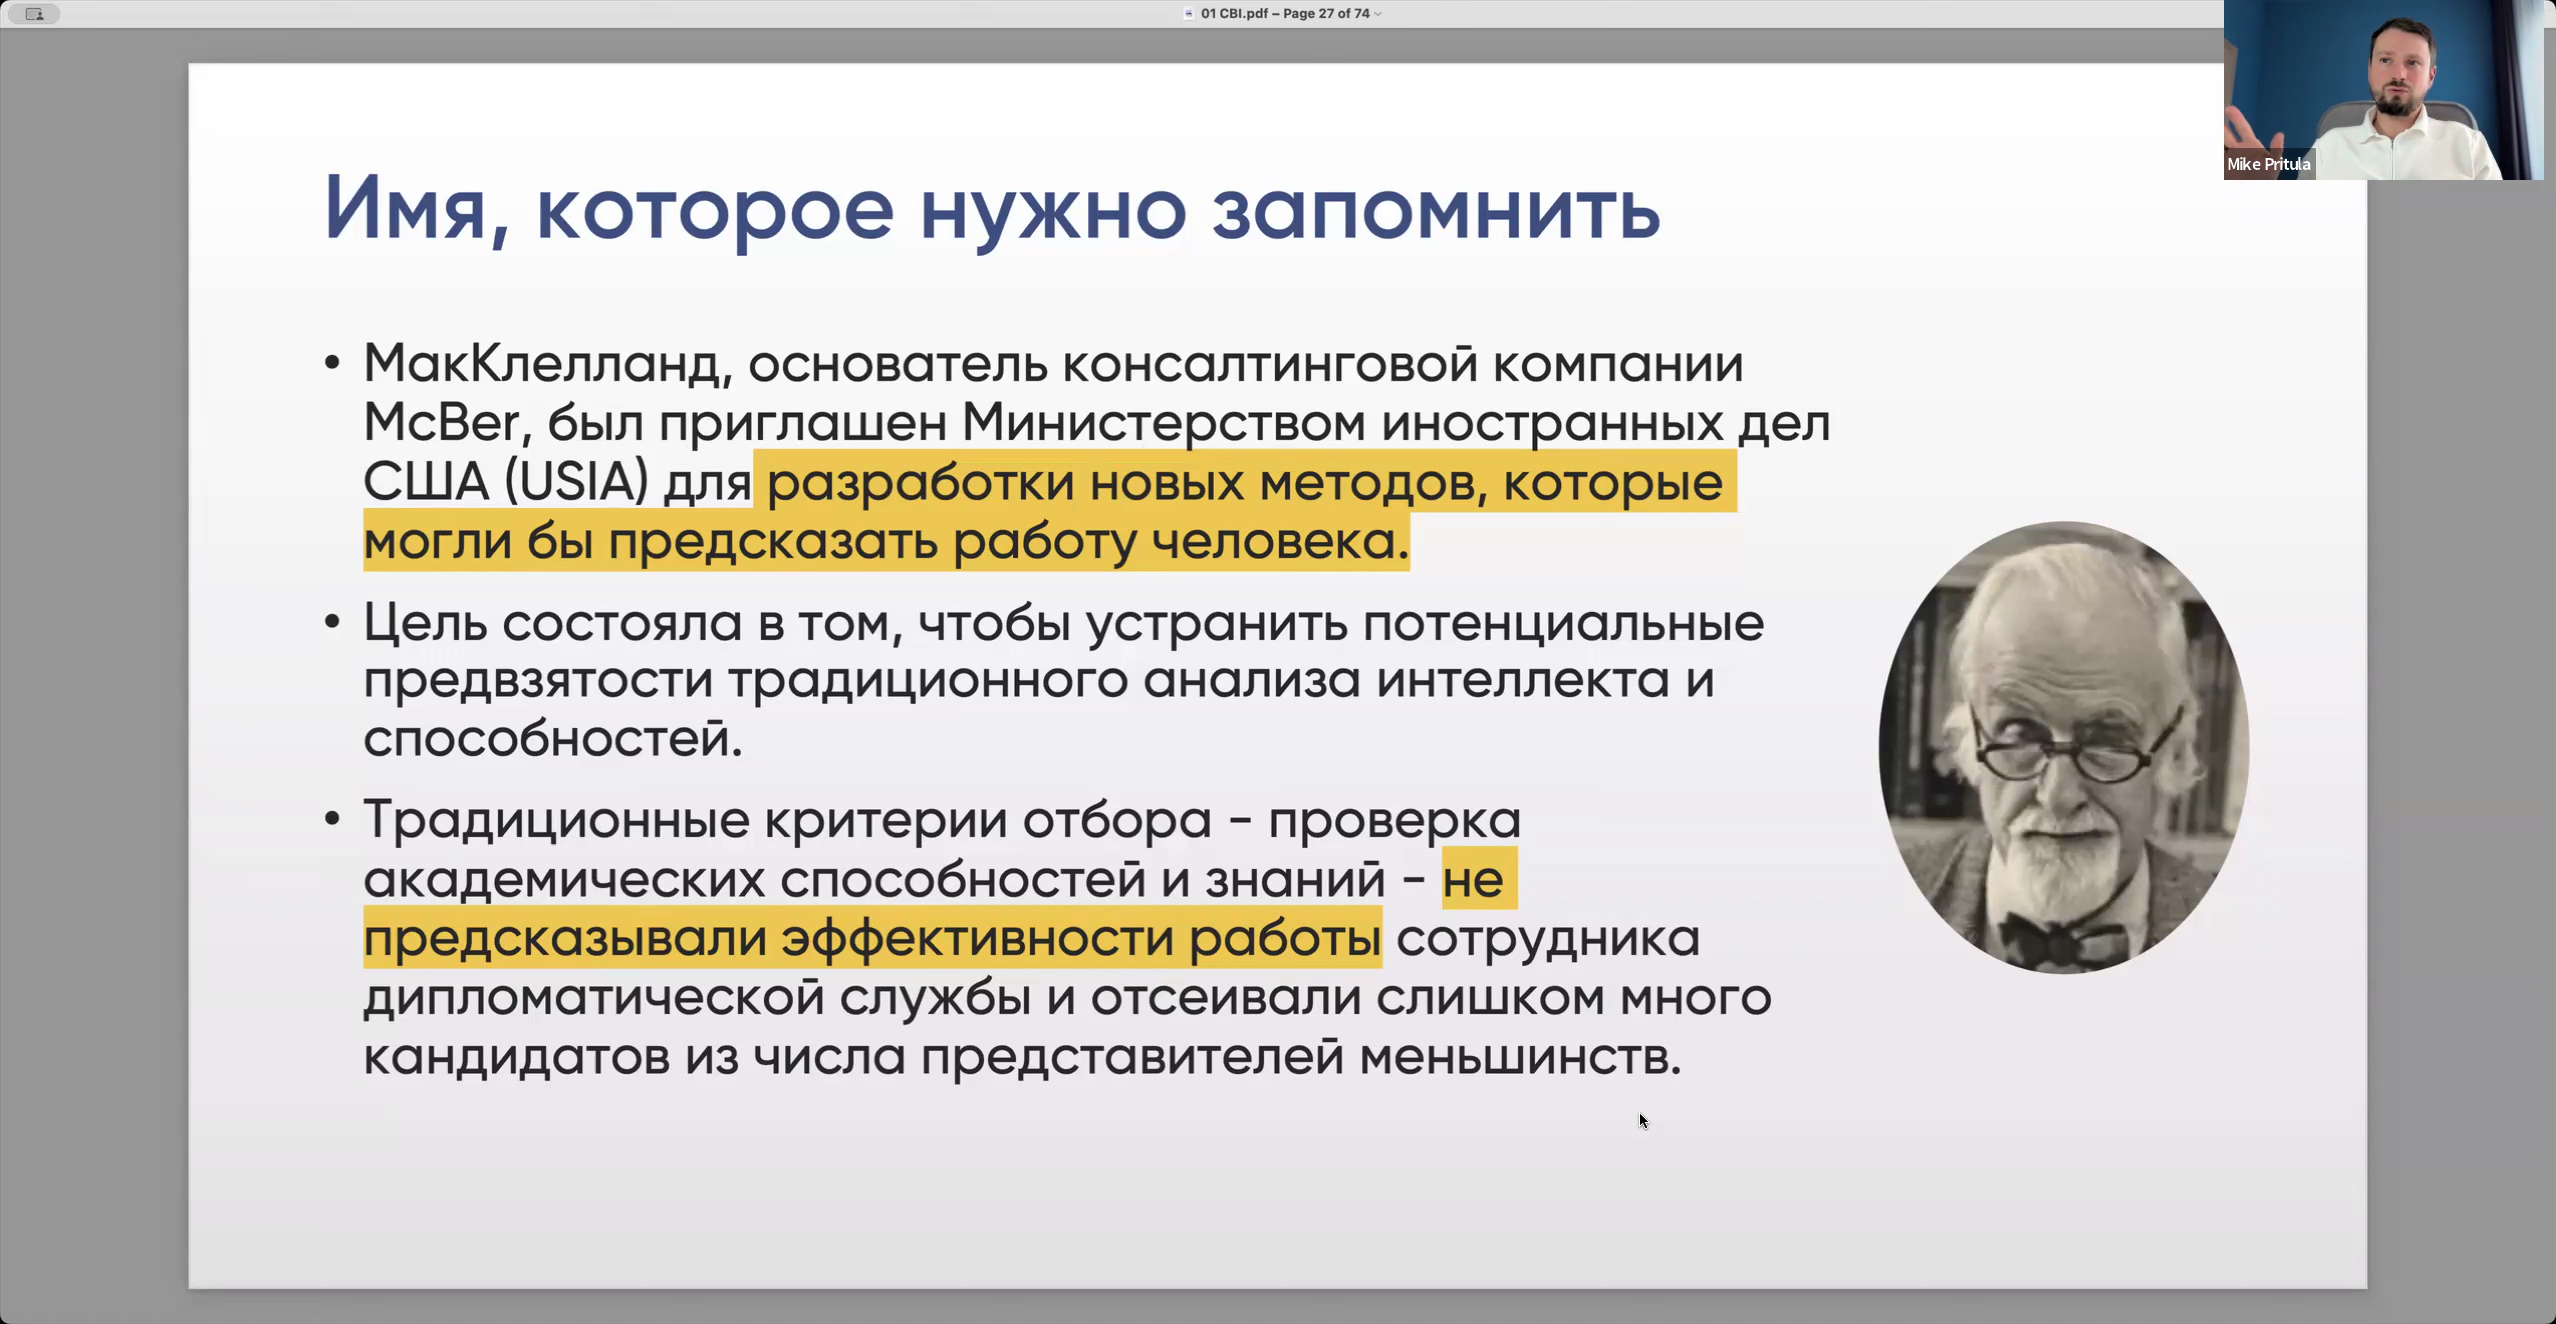 01 CBI.pdf – Page 27 of 74
Mike Pritula
Имя, которое нужно запомнить
• МакКлелланд, основатель консалтинговой компании
McBer, был приглашен Министерством иностранных дел
США (USIA) для разработки новых методов, которые
могли бы предсказать работу человека.
• Цель состояла в том, чтобы устранить потенциальные
предвзятости традиционного анализа интеллекта и
способностей.
• Традиционные критерии отбора - проверка
академических способностей и знаний - не
предсказывали эффективности работы сотрудника
дипломатической службы и отсеивали слишком много
кандидатов из числа представителей меньшинств.